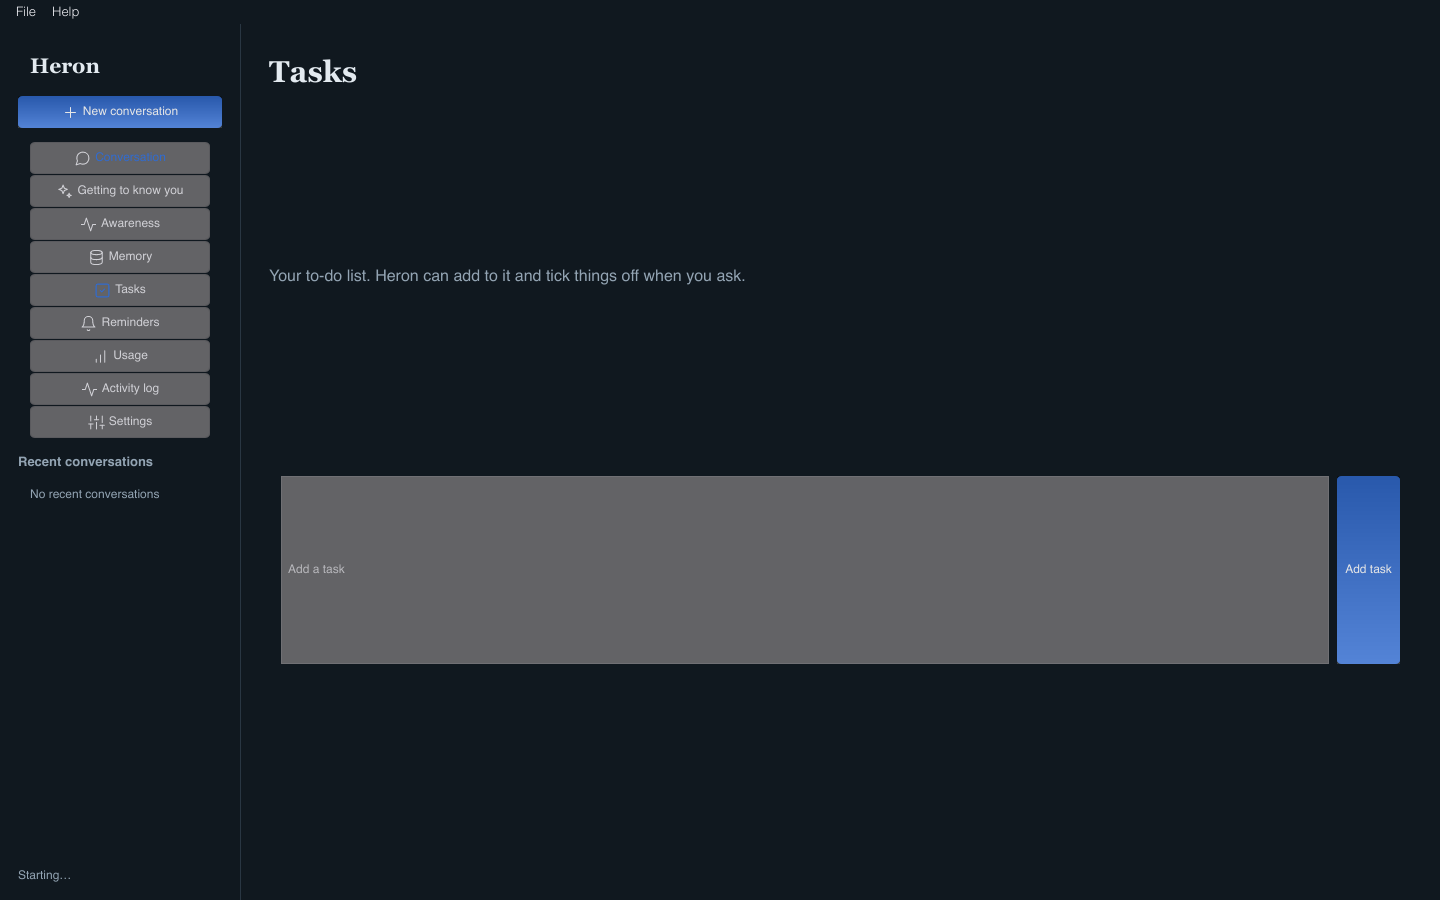 File Help
Heron
New conversation
Conversation
Getting to know you
Awareness
Memory
Tasks
Reminders
Usage
Activity log
Settings
Recent conversations
No recent conversations
Starting…
Tasks
Your to-do list. Heron can add to it and tick things off when you ask.
Add a task
Add task